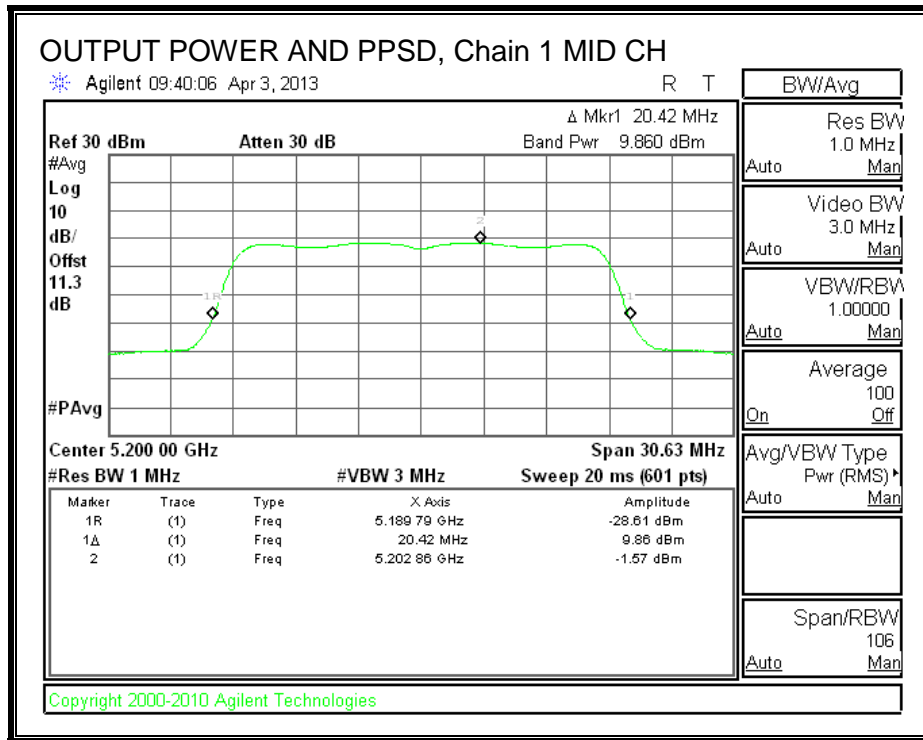 OUTPUT POWER AND PPSD, Chain 1 MID CH
Agilent 09:40:06 Apr 3, 2013
R T
Δ Mkr1 20.42 MHz
Ref 30 dBm Atten 30 dB Band Pwr 9.860 dBm
#Avg
Log
10
dB/
Offst
11.3
dB
#PAvg
1R
2
1
Center 5.200 00 GHz Span 30.63 MHz
#Res BW 1 MHz #VBW 3 MHz Sweep 20 ms (601 pts)
Marker Trace Type X Axis Amplitude
1R (1) Freq 5.189 79 GHz -28.61 dBm
1Δ (1) Freq 20.42 MHz 9.86 dBm
2 (1) Freq 5.202 86 GHz -1.57 dBm
BW/Avg
Res BW
1.0 MHz
Auto Man
Video BW
3.0 MHz
Auto Man
VBW/RBW
1.00000
Auto Man
Average
100
On Off
Avg/VBW Type
Pwr (RMS)
Auto Man
Span/RBW
106
Auto Man
Copyright 2000-2010 Agilent Technologies